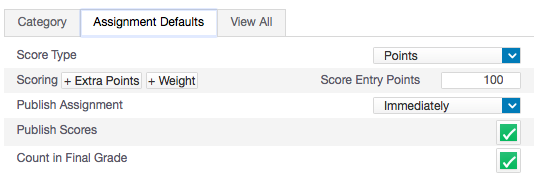 Category Assignment Defaults View All
Score Type Points
Scoring + Extra Points + Weight Score Entry Points 100
Publish Assignment Immediately
Publish Scores
Count in Final Grade